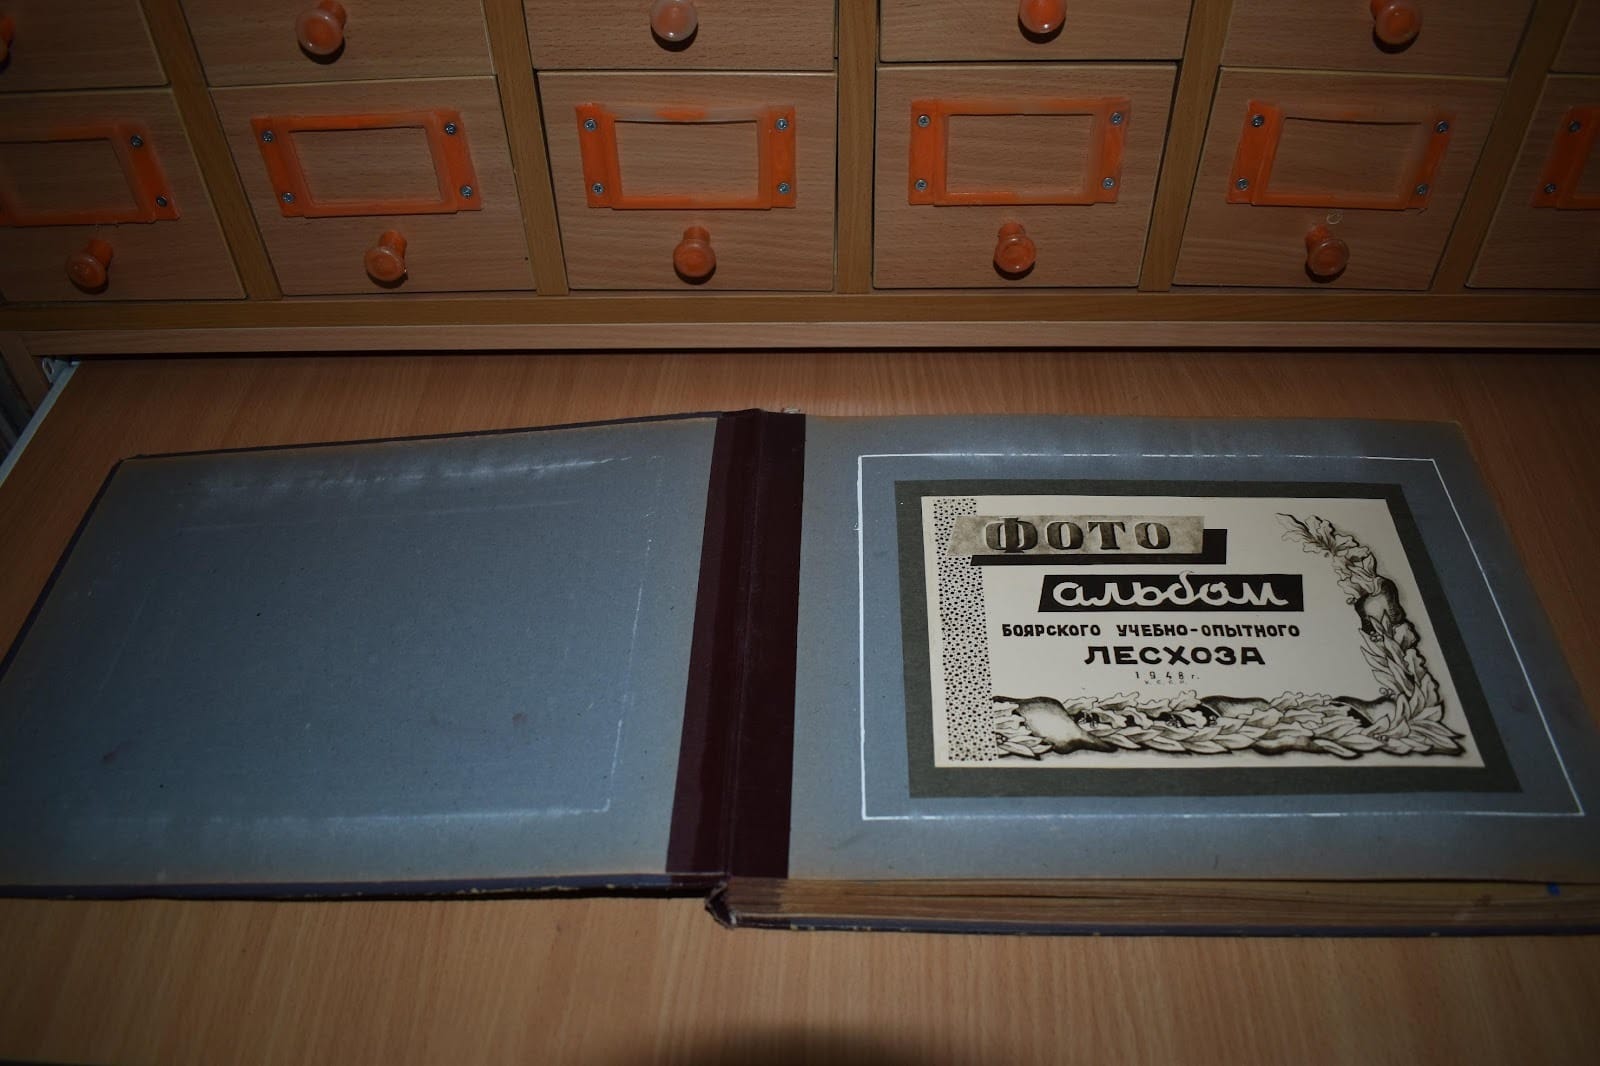 ФОТО
альбом
БОЯРСКОГО УЧЕБНО-ОПЫТНОГО
ЛЕСХОЗА
1948 г.